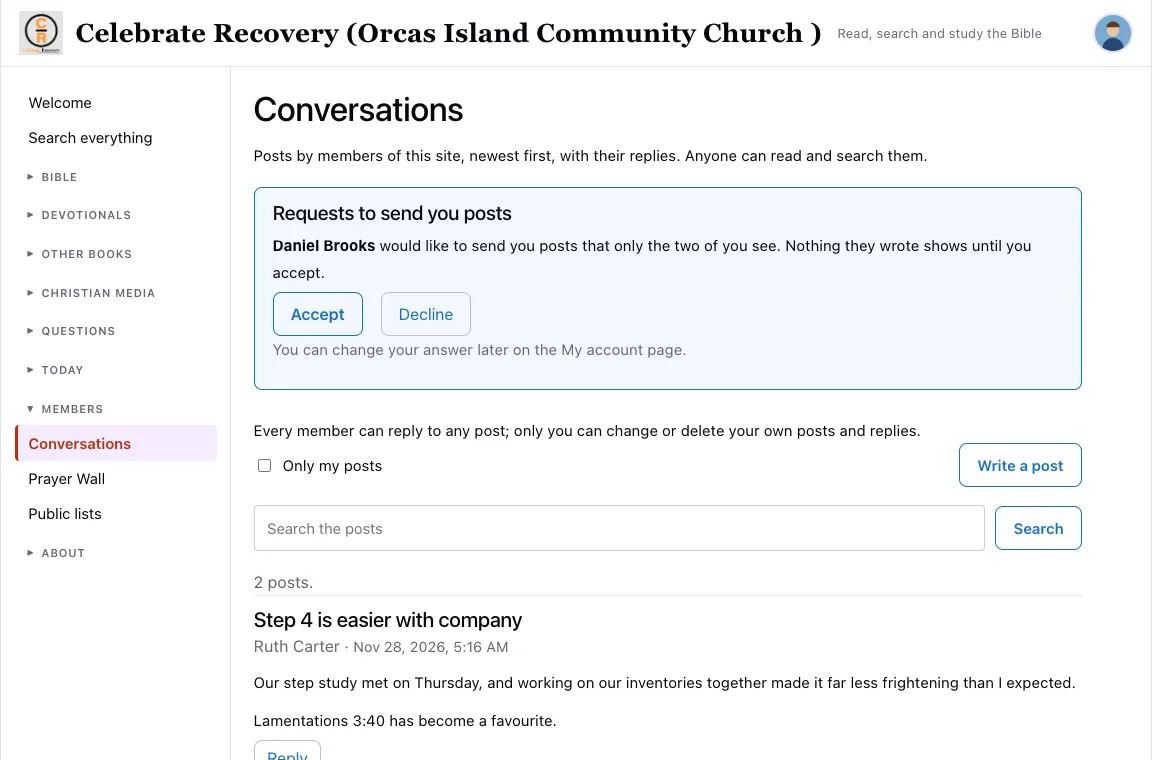 Celebrate Recovery (Orcas Island Community Church )
Read, search and study the Bible
Welcome
Search everything
BIBLE
DEVOTIONALS
OTHER BOOKS
CHRISTIAN MEDIA
QUESTIONS
TODAY
MEMBERS
Conversations
Prayer Wall
Public lists
ABOUT
Conversations
Posts by members of this site, newest first, with their replies. Anyone can read and search them.
Requests to send you posts
Daniel Brooks would like to send you posts that only the two of you see. Nothing they wrote shows until you
accept.
Accept
Decline
You can change your answer later on the My account page.
Every member can reply to any post; only you can change or delete your own posts and replies.
Only my posts
Write a post
Search the posts
Search
2 posts.
Step 4 is easier with company
Ruth Carter · Nov 28, 2026, 5:16 AM
Our step study met on Thursday, and working on our inventories together made it far less frightening than I expected.
Lamentations 3:40 has become a favourite.
Reply